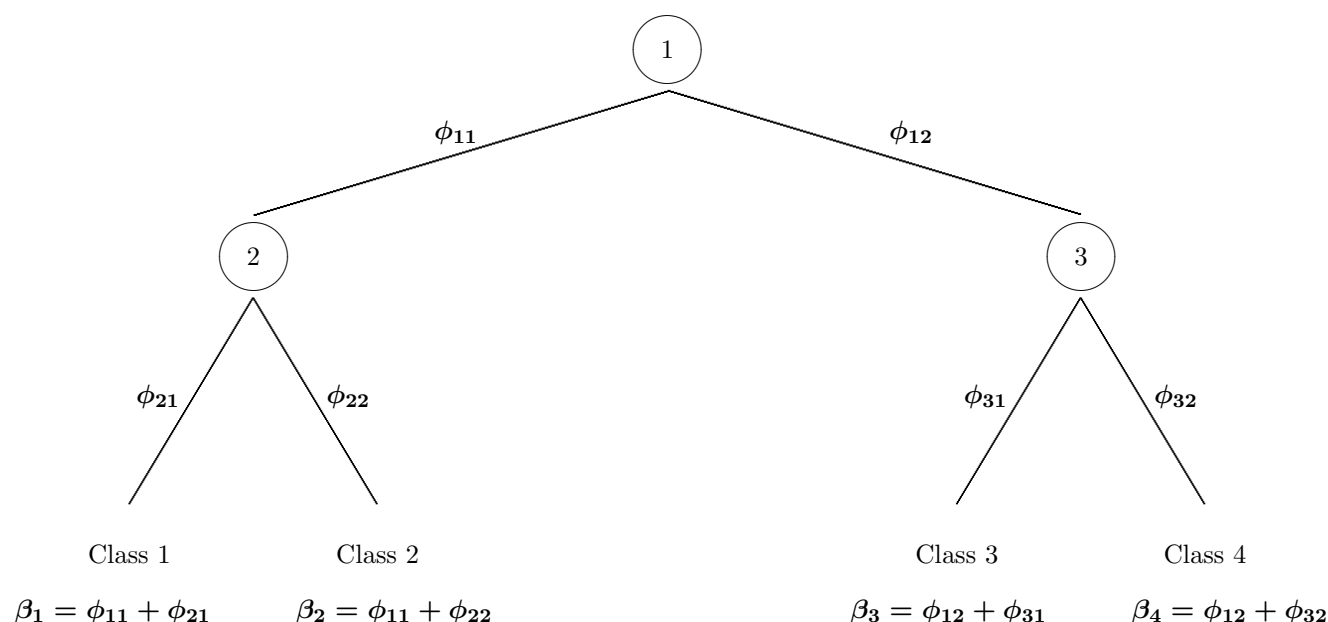 1
ϕ₁₁ ϕ₁₂
2 3
ϕ₂₁ ϕ₂₂ ϕ₃₁ ϕ₃₂
Class 1 Class 2 Class 3 Class 4
β₁ = ϕ₁₁ + ϕ₂₁ β₂ = ϕ₁₁ + ϕ₂₂ β₃ = ϕ₁₂ + ϕ₃₁ β₄ = ϕ₁₂ + ϕ₃₂